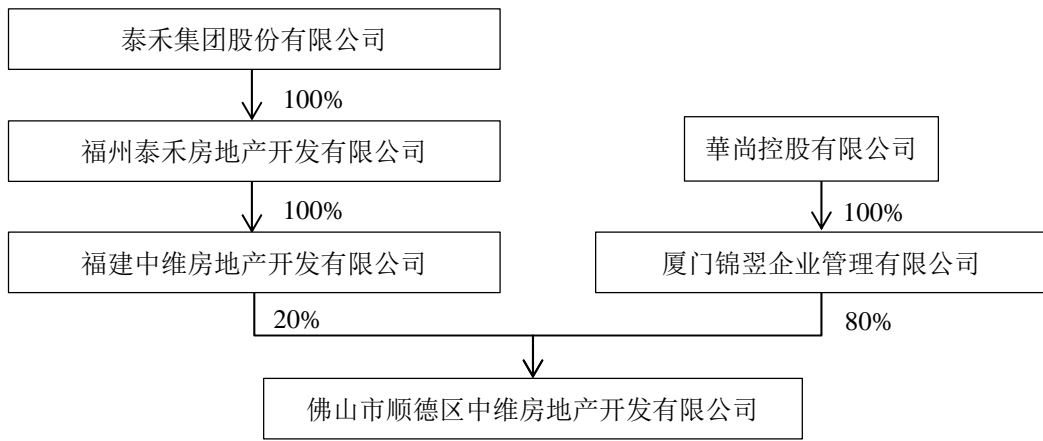 泰禾集团股份有限公司
100%
福州泰禾房地产开发有限公司
華尚控股有限公司
100%
100%
福建中维房地产开发有限公司
厦门锦翌企业管理有限公司
20%
80%
佛山市顺德区中维房地产开发有限公司